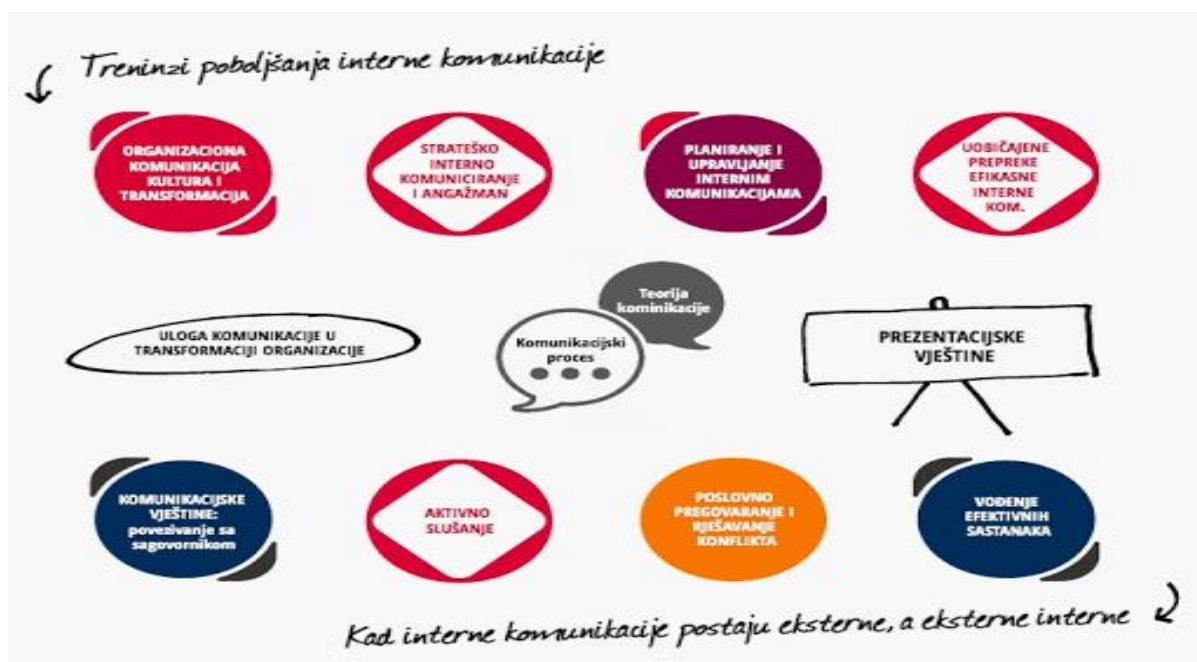 Treninzi poboljšanja interne komunikacije
ORGANIZACIONA
KOMUNIKACIJA
KULTURA I
TRANSFORMACIJA
STRATEŠKO
INTERNO
KOMUNICIRANJE
I ANGAŽMAN
PLANIRANJE I
UPRAVLJANJE
INTERNIM
KOMUNIKACIJAMA
UOBIČAJENE
PREPREKE
EFIKASNE
INTERNE
KOM.
ULOGA KOMUNIKACIJE U
TRANSFORMACIJI ORGANIZACIJE
Teorija
kominikacije
Komunikacijski
proces
PREZENTACIJSKE
VJEŠTINE
KOMUNIKACIJSKE
VJEŠTINE:
povezivanje sa
sagovornikom
AKTIVNO
SLUŠANJE
POSLOVNO
PREGOVARANJE I
RJEŠAVANJE
KONFLIKTA
VOĐENJE
EFEKTIVNIH
SASTANAKA
Kad interne komunikacije postaju eksterne, a eksterne interne